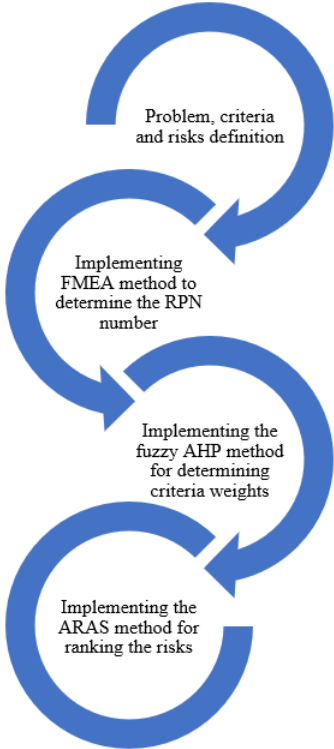 Problem, criteria
and risks definition
Implementing
FMEA method to
determine the RPN
number
Implementing the
fuzzy AHP method
for determining
criteria weights
Implementing the
ARAS method for
ranking the risks